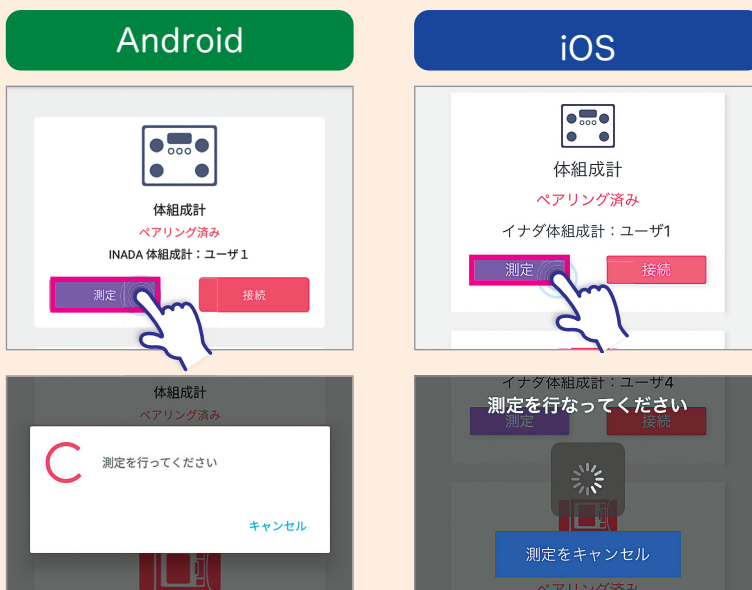 Android
体組成計
ペアリング済み
INADA 体組成計：ユーザ１
測定
接続
体組成計
ペアリング済み
測定を行ってください
キャンセル
iOS
体組成計
ペアリング済み
イナダ体組成計：ユーザ1
測定
接続
イナダ体組成計：ユーザ4
測定を行なってください
測定
接続
測定をキャンセル
ペアリング済み